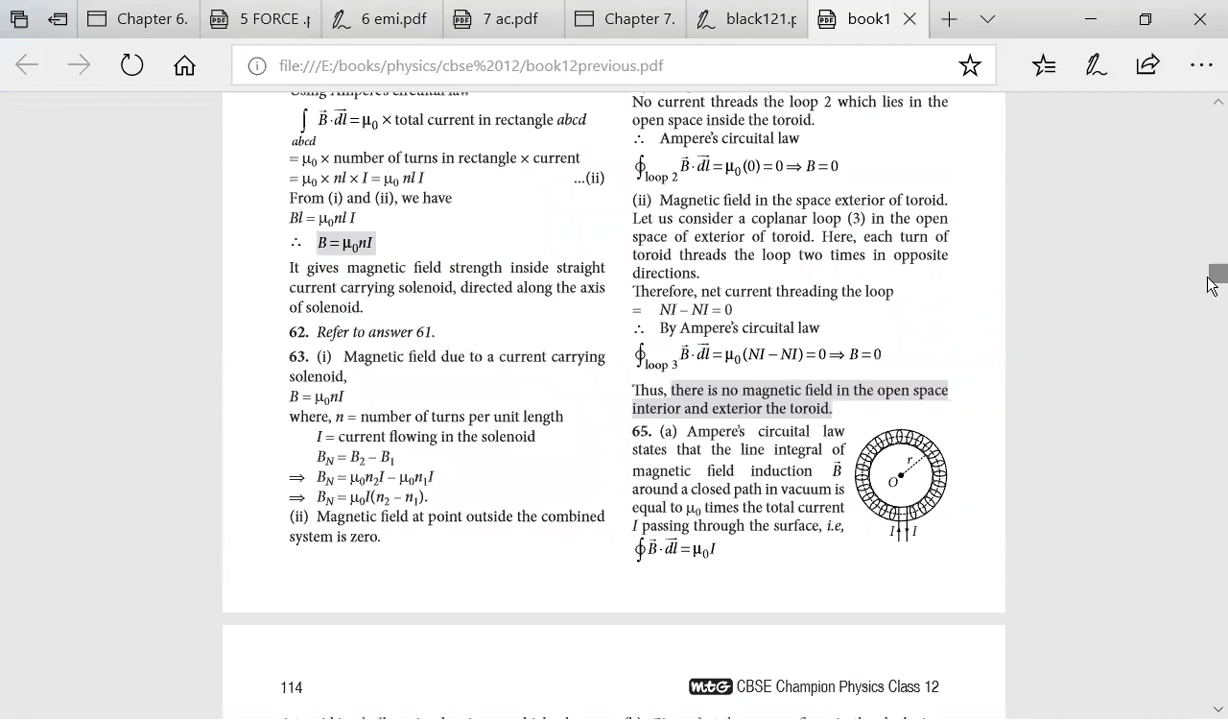 Chapter 6.
5 FORCE .p
6 emi.pdf
7 ac.pdf
Chapter 7.
black121.p
book1
file:///E:/books/physics/cbse%2012/book12previous.pdf
Using Ampere's circuital law
∫abcd B⃗·dl⃗ = μ₀ × total current in rectangle abcd
= μ₀ × number of turns in rectangle × current
= μ₀ × nl × I = μ₀ nl I ...(ii)
From (i) and (ii), we have
Bl = μ₀nl I
∴ B = μ₀nI
It gives magnetic field strength inside straight
current carrying solenoid, directed along the axis
of solenoid.
62. Refer to answer 61.
63. (i) Magnetic field due to a current carrying
solenoid,
B = μ₀nI
where, n = number of turns per unit length
I = current flowing in the solenoid
B_N = B₂ – B₁
⇒ B_N = μ₀n₂I – μ₀n₁I
⇒ B_N = μ₀I(n₂ – n₁).
(ii) Magnetic field at point outside the combined
system is zero.
No current threads the loop 2 which lies in the
open space inside the toroid.
∴ Ampere's circuital law
∮loop 2 B⃗·dl⃗ = μ₀(0) = 0 ⇒ B = 0
(ii) Magnetic field in the space exterior of toroid.
Let us consider a coplanar loop (3) in the open
space of exterior of toroid. Here, each turn of
toroid threads the loop two times in opposite
directions.
Therefore, net current threading the loop
= NI – NI = 0
∴ By Ampere's circuital law
∮loop 3 B⃗·dl⃗ = μ₀(NI – NI) = 0 ⇒ B = 0
Thus, there is no magnetic field in the open space
interior and exterior the toroid.
65. (a) Ampere's circuital law
states that the line integral of
magnetic field induction B⃗
around a closed path in vacuum is
equal to μ₀ times the total current
I passing through the surface, i.e,
∮B⃗·dl⃗ = μ₀I
r
O
I I
114
mtG CBSE Champion Physics Class 12